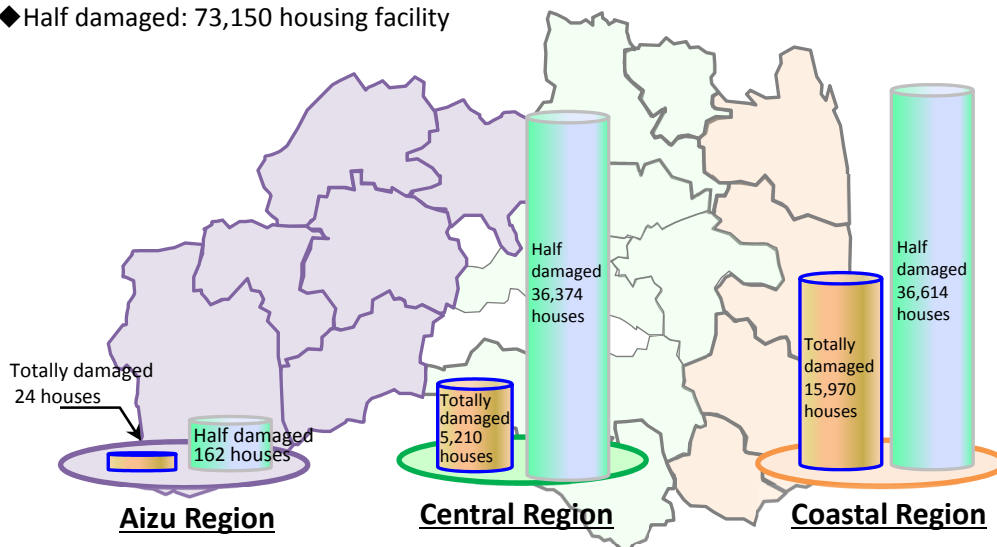 ◆Half damaged: 73,150 housing facility
Half
damaged
36,374
houses
Half
damaged
36,614
houses
Totally
damaged
15,970
houses
Totally damaged
24 houses
Totally
damaged
5,210
houses
Half damaged
162 houses
Aizu Region
Central Region
Coastal Region